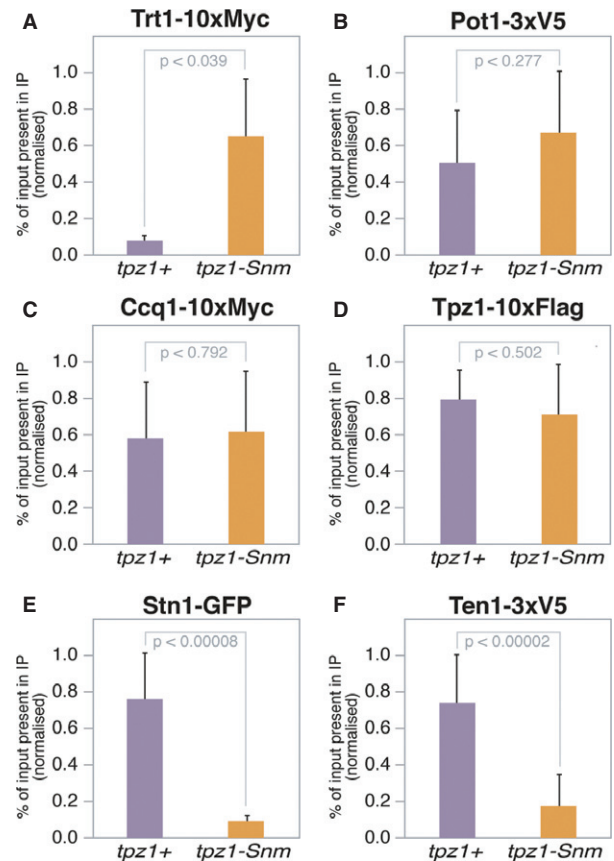 A
Trt1-10xMyc
% of input present in IP
(normalised)
1.0
0.8
0.6
0.4
0.2
0.0
p < 0.039
tpz1+
tpz1-Snm
B
Pot1-3xV5
% of input present in IP
(normalised)
1.0
0.8
0.6
0.4
0.2
0.0
p < 0.277
tpz1+
tpz1-Snm
C
Ccq1-10xMyc
% of input present in IP
(normalised)
1.0
0.8
0.6
0.4
0.2
0.0
p < 0.792
tpz1+
tpz1-Snm
D
Tpz1-10xFlag
% of input present in IP
(normalised)
1.0
0.8
0.6
0.4
0.2
0.0
p < 0.502
tpz1+
tpz1-Snm
E
Stn1-GFP
% of input present in IP
(normalised)
1.0
0.8
0.6
0.4
0.2
0.0
p < 0.00008
tpz1+
tpz1-Snm
F
Ten1-3xV5
% of input present in IP
(normalised)
1.0
0.8
0.6
0.4
0.2
0.0
p < 0.00002
tpz1+
tpz1-Snm